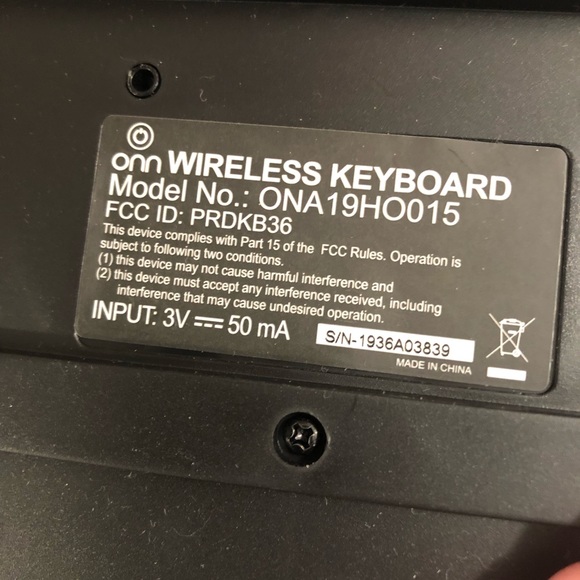 onn WIRELESS KEYBOARD
Model No.: ONA19HO015
FCC ID: PRDKB36
This device complies with Part 15 of the FCC Rules. Operation is
subject to following two conditions.
(1) this device may not cause harmful interference and
(2) this device must accept any interference received, including
interference that may cause undesired operation.
INPUT: 3V 50 mA
S/N-1936A03839
MADE IN CHINA